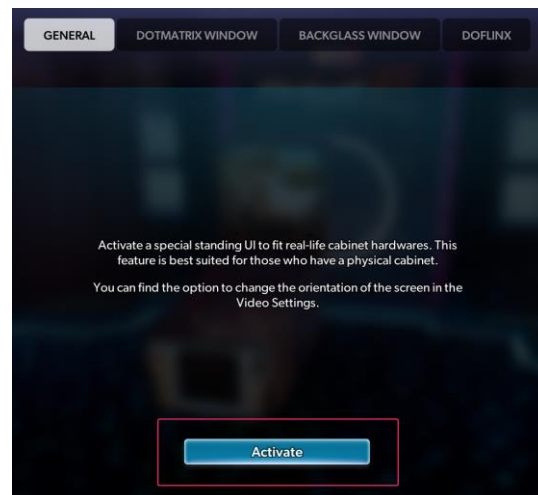 GENERAL
DOTMATRIX WINDOW
BACKGLASS WINDOW
DOFLINX
Activate a special standing UI to fit real-life cabinet hardwares. This
feature is best suited for those who have a physical cabinet.
You can find the option to change the orientation of the screen in the
Video Settings.
Activate